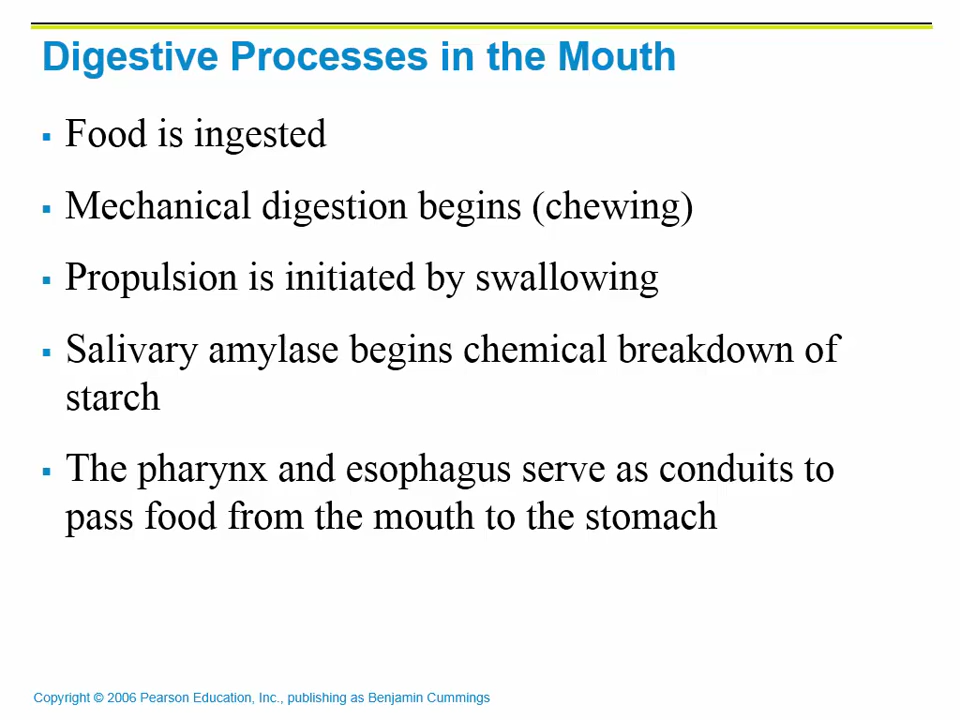 Digestive Processes in the Mouth
▪ Food is ingested
▪ Mechanical digestion begins (chewing)
▪ Propulsion is initiated by swallowing
▪ Salivary amylase begins chemical breakdown of
starch
▪ The pharynx and esophagus serve as conduits to
pass food from the mouth to the stomach
Copyright © 2006 Pearson Education, Inc., publishing as Benjamin Cummings